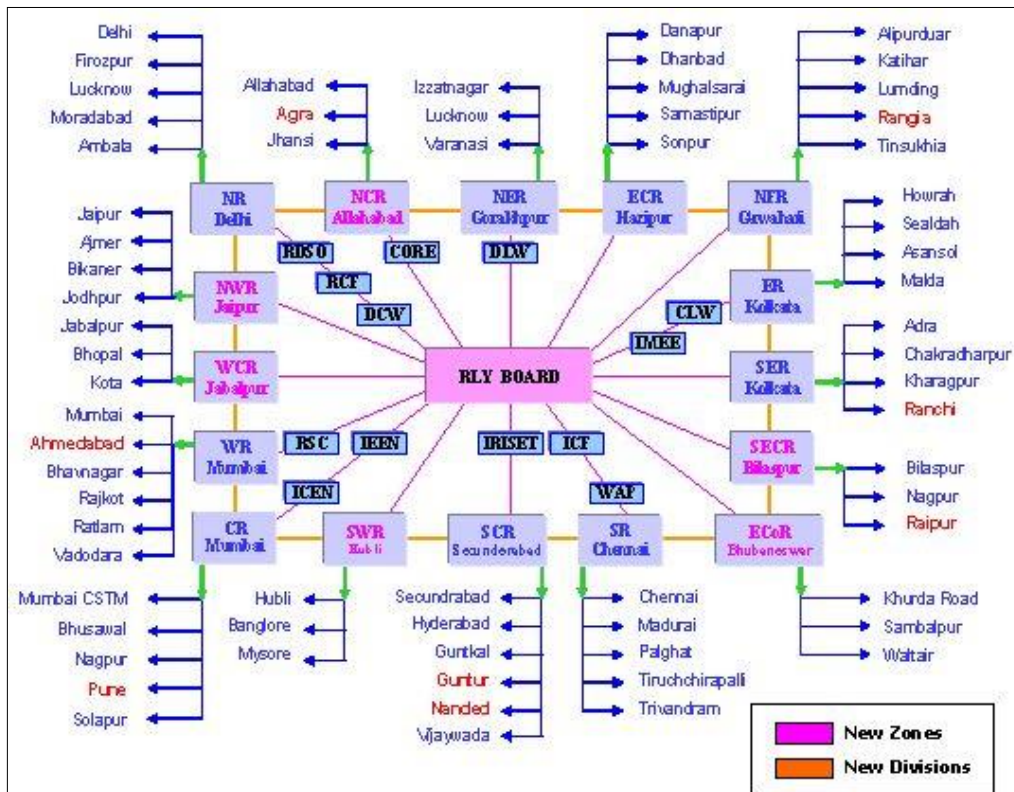 Delhi
Firozpur
Lucknow
Moradabad
Ambala
Allahabad
Agra
Jhansi
Izzatnagar
Lucknow
Varanasi
Danapur
Dhanbad
Mughalsarai
Samastipur
Sonpur
Alipurduar
Katihar
Lumding
Rangia
Tinsukhia
NR
Delhi
NCR
Allahabad
NER
Gorakhpur
ECR
Hazipur
NFR
Guwahati
Jaipur
Ajmer
Bikaner
Jodhpur
NWR
Jaipur
RDSO
RCF
DCW
CORE
DLW
CLW
IMEE
ER
Kolkata
Howrah
Sealdah
Asansol
Malda
Jabalpur
Bhopal
Kota
WCR
Jabalpur
RLY BOARD
SER
Kolkata
Adra
Chakradharpur
Kharagpur
Ranchi
Mumbai
Ahmedabad
Bhavnagar
Rajkot
Ratlam
Vadodara
WR
Mumbai
RSC
IEEN
ICEN
IRISET
ICF
WAP
SECR
Bilaspur
Bilaspur
Nagpur
Raipur
CR
Mumbai
SWR
Hubli
SCR
Secunderabad
SR
Chennai
ECoR
Bhubaneswar
Mumbai CSTM
Bhusawal
Nagpur
Pune
Solapur
Hubli
Banglore
Mysore
Secundrabad
Hyderabad
Guntkal
Guntur
Nanded
Vijaywada
Chennai
Madurai
Palghat
Tiruchchirapalli
Trivandram
Khurda Road
Sambalpur
Waltair
New Zones
New Divisions